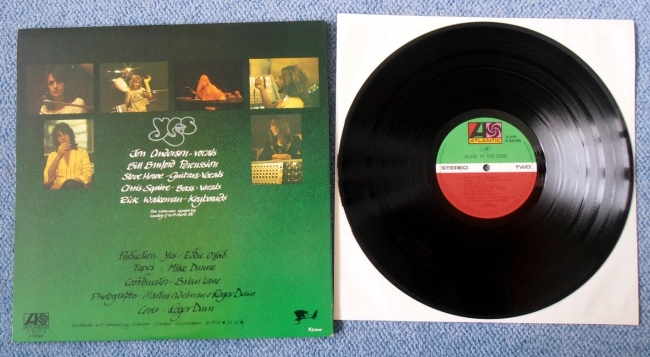 yes
Jon Anderson-vocals
Bill Bruford Percussion
Steve Howe-Guitars-Vocals
Chris Squire-Bass-Vocals
Rick Wakeman-Keyboards
Production-Yes-Eddie Offord
Tapes-Mike Dunne
Coordinator-Brian Lane
Photographs-Martin Adelman & Roger Dean
Cover-Roger Dean
ATLANTIC
CLOSE TO THE EDGE
STEREO
TWO